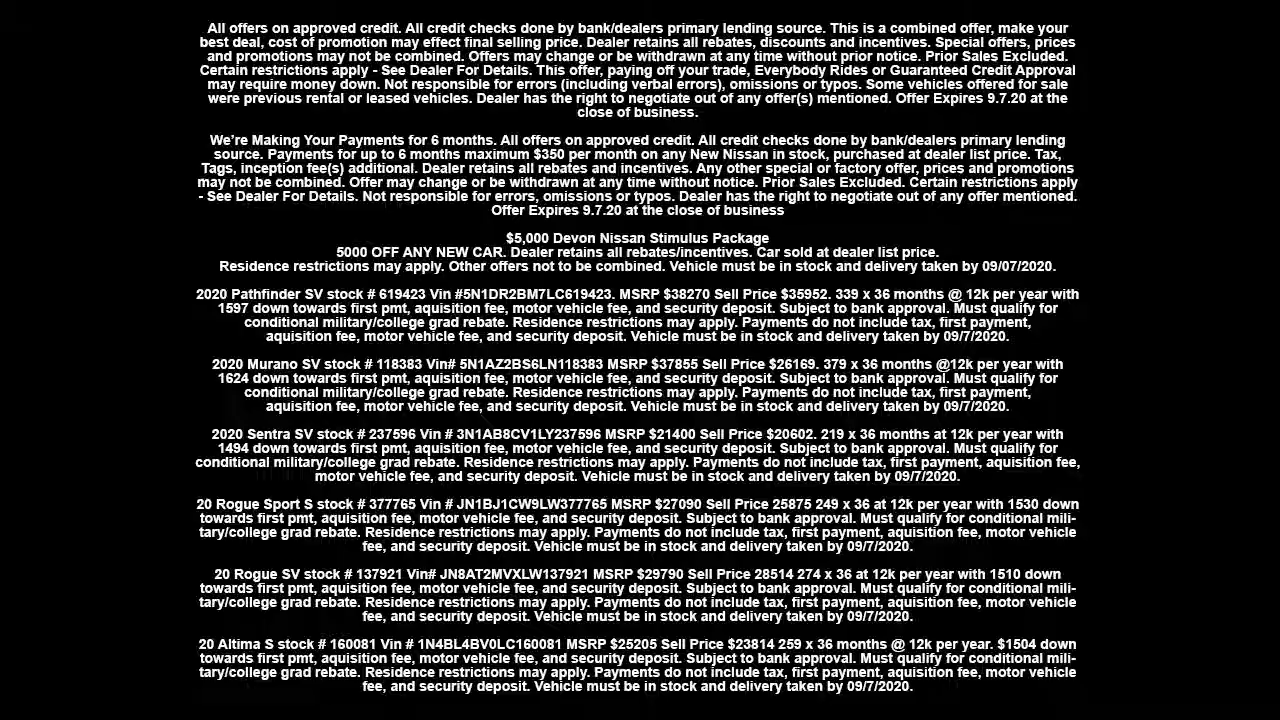 All offers on approved credit. All credit checks done by bank/dealers primary lending source. This is a combined offer, make your
best deal, cost of promotion may effect final selling price. Dealer retains all rebates, discounts and incentives. Special offers, prices
and promotions may not be combined. Offers may change or be withdrawn at any time without prior notice. Prior Sales Excluded.
Certain restrictions apply - See Dealer For Details. This offer, paying off your trade, Everybody Rides or Guaranteed Credit Approval
may require money down. Not responsible for errors (including verbal errors), omissions or typos. Some vehicles offered for sale
were previous rental or leased vehicles. Dealer has the right to negotiate out of any offer(s) mentioned. Offer Expires 9.7.20 at the
close of business.
We're Making Your Payments for 6 months. All offers on approved credit. All credit checks done by bank/dealers primary lending
source. Payments for up to 6 months maximum $350 per month on any New Nissan in stock, purchased at dealer list price. Tax,
Tags, inception fee(s) additional. Dealer retains all rebates and incentives. Any other special or factory offer, prices and promotions
may not be combined. Offer may change or be withdrawn at any time without notice. Prior Sales Excluded. Certain restrictions apply
- See Dealer For Details. Not responsible for errors, omissions or typos. Dealer has the right to negotiate out of any offer mentioned.
Offer Expires 9.7.20 at the close of business
$5,000 Devon Nissan Stimulus Package
5000 OFF ANY NEW CAR. Dealer retains all rebates/incentives. Car sold at dealer list price.
Residence restrictions may apply. Other offers not to be combined. Vehicle must be in stock and delivery taken by 09/07/2020.
2020 Pathfinder SV stock # 619423 Vin #5N1DR2BM7LC619423. MSRP $38270 Sell Price $35952. 339 x 36 months @ 12k per year with
1597 down towards first pmt, aquisition fee, motor vehicle fee, and security deposit. Subject to bank approval. Must qualify for
conditional military/college grad rebate. Residence restrictions may apply. Payments do not include tax, first payment,
aquisition fee, motor vehicle fee, and security deposit. Vehicle must be in stock and delivery taken by 09/7/2020.
2020 Murano SV stock # 118383 Vin# 5N1AZ2BS6LN118383 MSRP $37855 Sell Price $26169. 379 x 36 months @12k per year with
1624 down towards first pmt, aquisition fee, motor vehicle fee, and security deposit. Subject to bank approval. Must qualify for
conditional military/college grad rebate. Residence restrictions may apply. Payments do not include tax, first payment,
aquisition fee, motor vehicle fee, and security deposit. Vehicle must be in stock and delivery taken by 09/7/2020.
2020 Sentra SV stock # 237596 Vin # 3N1AB8CV1LY237596 MSRP $21400 Sell Price $20602. 219 x 36 months at 12k per year with
1494 down towards first pmt, aquisition fee, motor vehicle fee, and security deposit. Subject to bank approval. Must qualify for
conditional military/college grad rebate. Residence restrictions may apply. Payments do not include tax, first payment, aquisition fee,
motor vehicle fee, and security deposit. Vehicle must be in stock and delivery taken by 09/7/2020.
20 Rogue Sport S stock # 377765 Vin # JN1BJ1CW9LW377765 MSRP $27090 Sell Price 25875 249 x 36 at 12k per year with 1530 down
towards first pmt, aquisition fee, motor vehicle fee, and security deposit. Subject to bank approval. Must qualify for conditional mili-
tary/college grad rebate. Residence restrictions may apply. Payments do not include tax, first payment, aquisition fee, motor vehicle
fee, and security deposit. Vehicle must be in stock and delivery taken by 09/7/2020.
20 Rogue SV stock # 137921 Vin# JN8AT2MVXLW137921 MSRP $29790 Sell Price 28514 274 x 36 at 12k per year with 1510 down
towards first pmt, aquisition fee, motor vehicle fee, and security deposit. Subject to bank approval. Must qualify for conditional mili-
tary/college grad rebate. Residence restrictions may apply. Payments do not include tax, first payment, aquisition fee, motor vehicle
fee, and security deposit. Vehicle must be in stock and delivery taken by 09/7/2020.
20 Altima S stock # 160081 Vin # 1N4BL4BV0LC160081 MSRP $25205 Sell Price $23814 259 x 36 months @ 12k per year. $1504 down
towards first pmt, aquisition fee, motor vehicle fee, and security deposit. Subject to bank approval. Must qualify for conditional mili-
tary/college grad rebate. Residence restrictions may apply. Payments do not include tax, first payment, aquisition fee, motor vehicle
fee, and security deposit. Vehicle must be in stock and delivery taken by 09/7/2020.